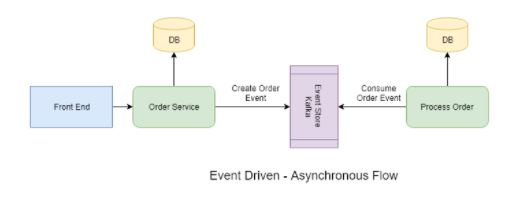 DB
DB
Front End
Order Service
Create Order
Event
Event Store
Kafka
Consume
Order Event
Process Order
Event Driven - Asynchronous Flow